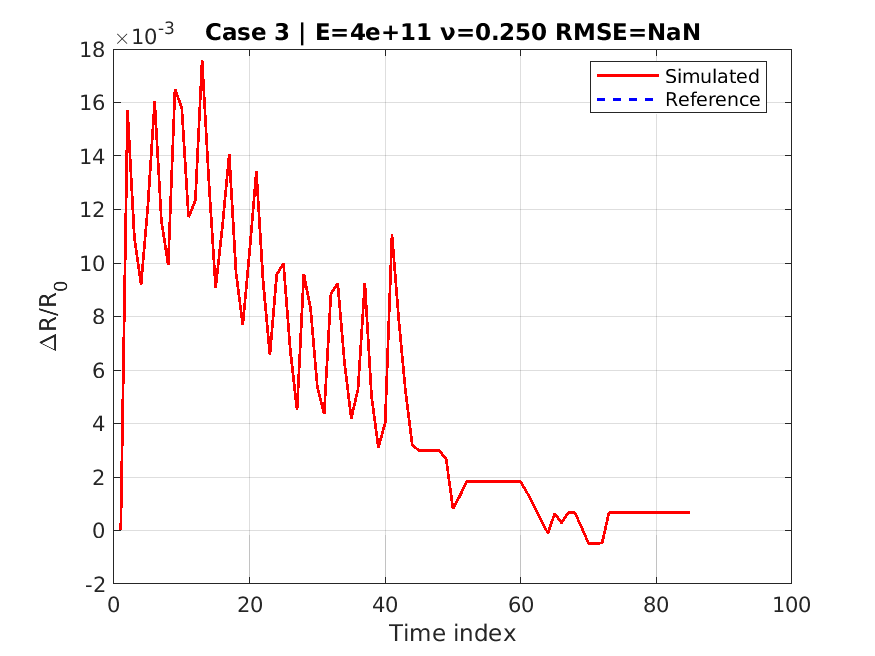 ×10⁻³
Case 3 | E=4e+11 ν=0.250 RMSE=NaN
Simulated
Reference
18
16
14
12
10
8
6
4
2
0
-2
ΔR/R₀
0 20 40 60 80 100
Time index